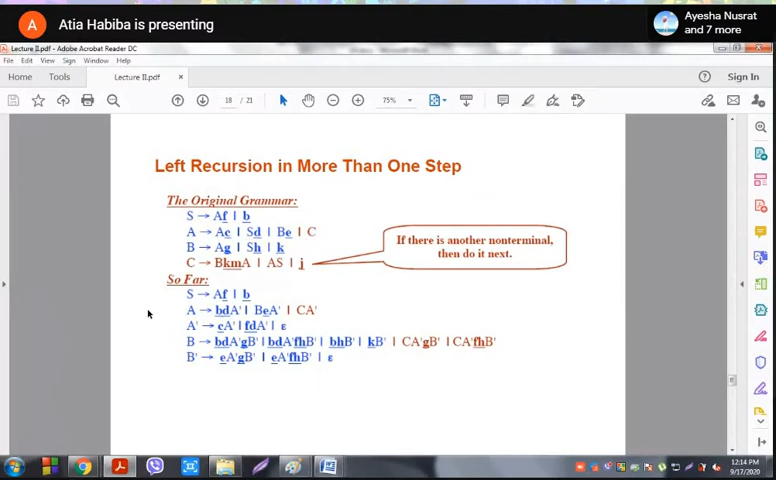 A Atia Habiba is presenting
Ayesha Nusrat
and 7 more
Lecture II.pdf - Adobe Acrobat Reader DC
File Edit View Sign Window Help
Home Tools Lecture II.pdf × Sign In
18 / 21 75%
Left Recursion in More Than One Step
The Original Grammar:
S → Af | b
A → Ac | Sd | Be | C
B → Ag | Sh | k
C → BkmA | AS | j
If there is another nonterminal,
then do it next.
So Far:
S → Af | b
A → bdA' | BeA' | CA'
A' → cA' | fdA' | ε
B → bdA'gB' | bdA'fhB' | bhB' | kB' | CA'gB' | CA'fhB'
B' → eA'gB' | eA'fhB' | ε
12:14 PM
9/17/2020